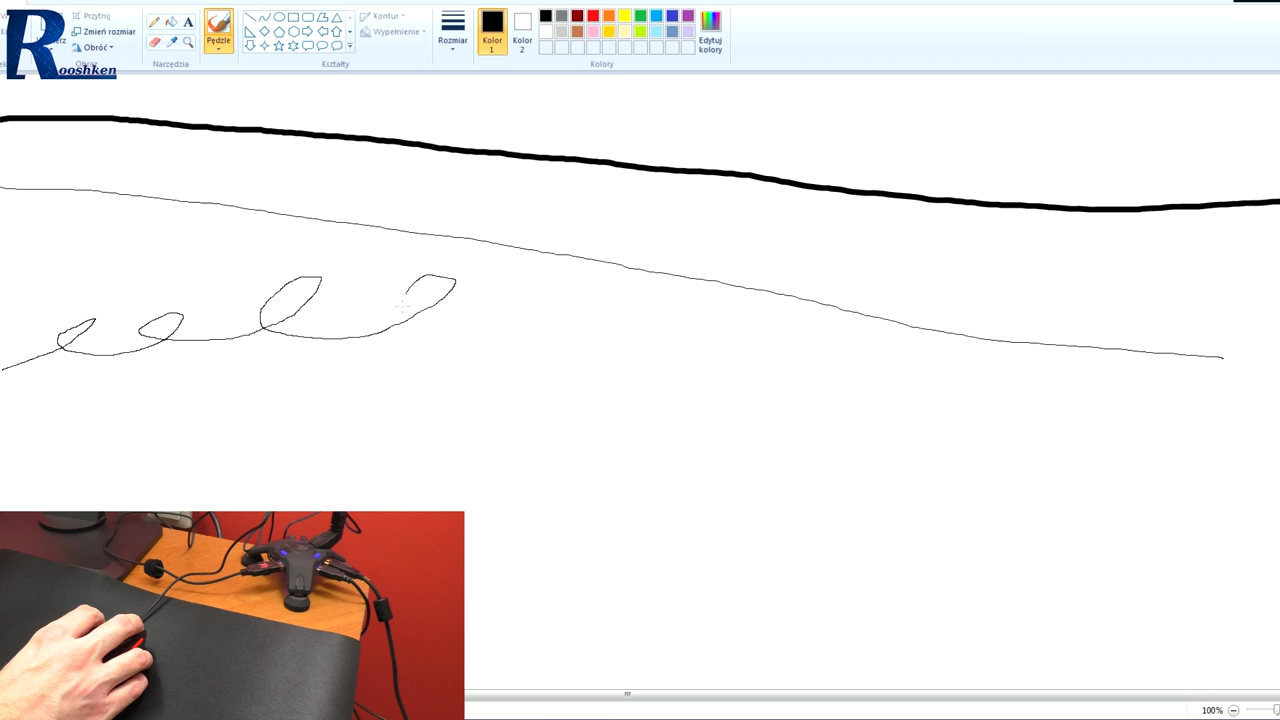 Rooshken
Przytnij
Zmień rozmiar
Obróć
Narzędzia
A
Pędzle
Kształty
Kontur
Wypełnienie
Rozmiar
Kolor
1
Kolor
2
Edytuj
kolory
Kolory
100%